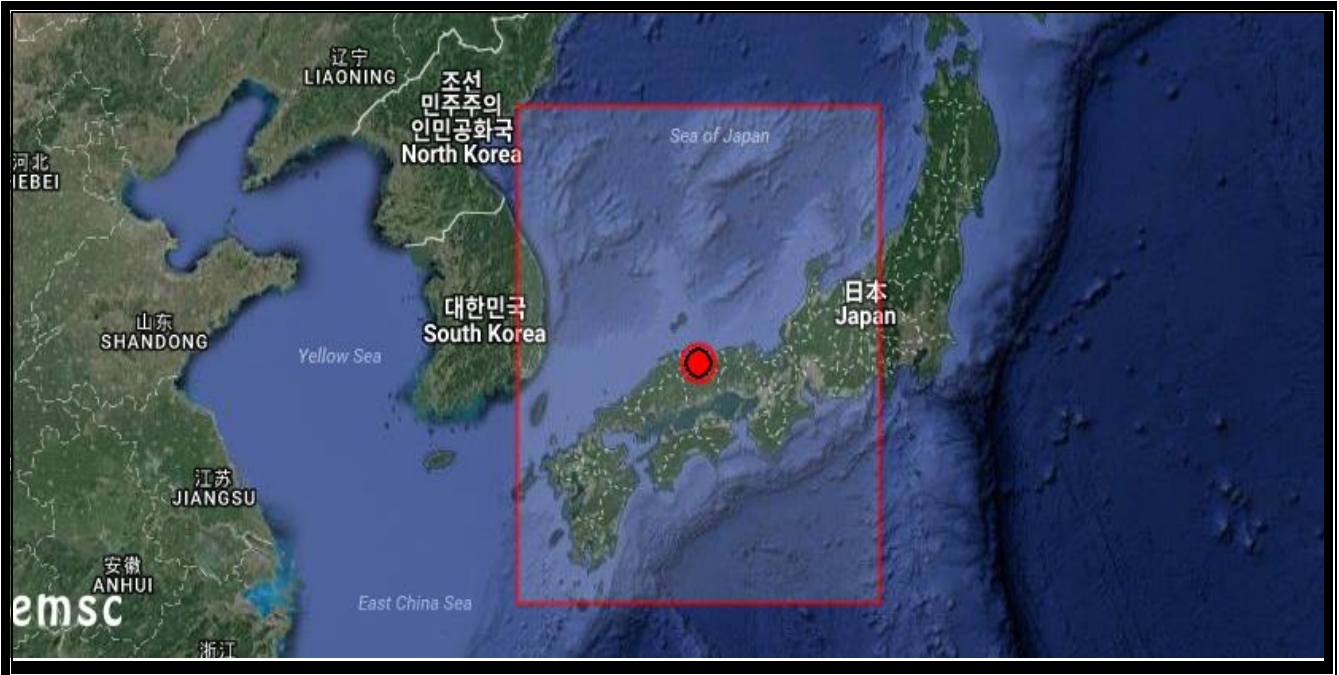 辽宁
LIAONING
조선
민주주의
인민공화국
North Korea
Sea of Japan
河北
HEBEI
日本
Japan
대한민국
South Korea
山东
SHANDONG
Yellow Sea
江苏
JIANGSU
安徽
ANHUI
emsc
East China Sea
浙江